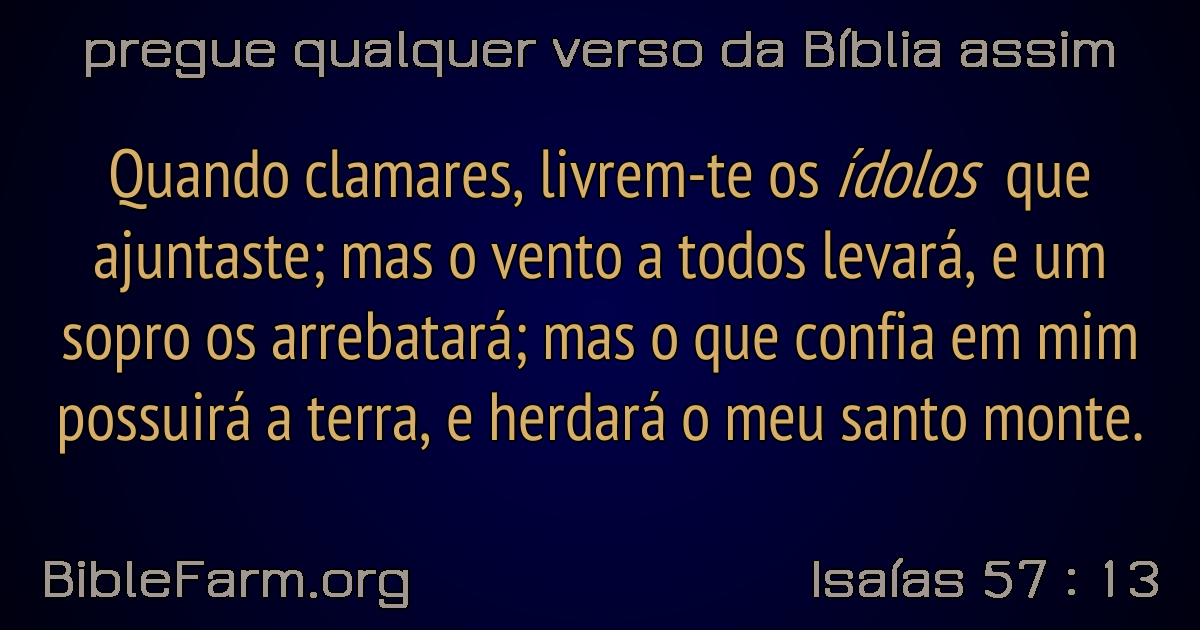 pregue qualquer verso da Bíblia assim
Quando clamares, livrem-te os ídolos que
ajuntaste; mas o vento a todos levará, e um
sopro os arrebatará; mas o que confia em mim
possuirá a terra, e herdará o meu santo monte.
BibleFarm.org
Isaías 57 : 13